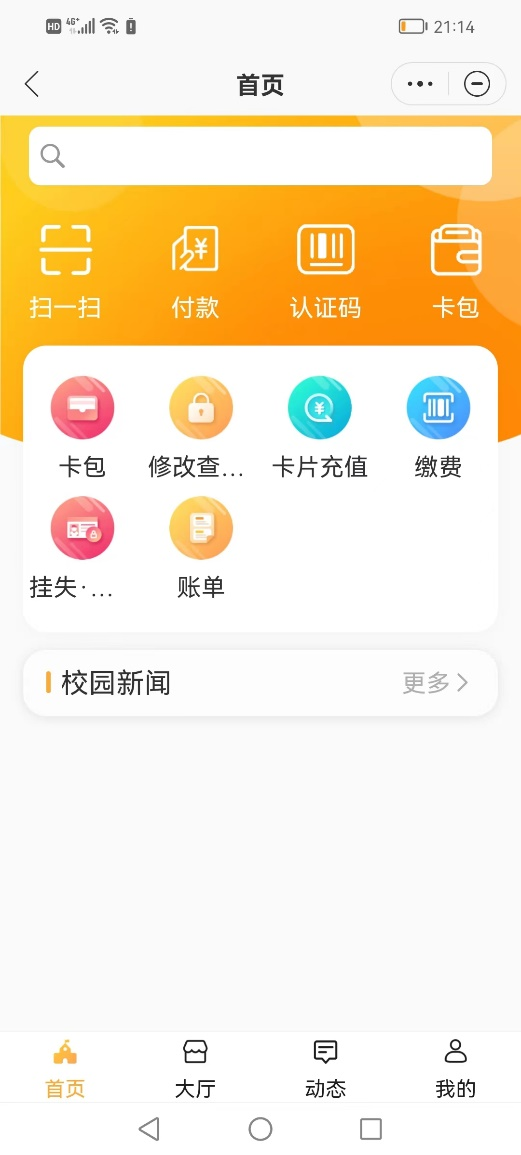 HD 4G+ 21:14
首页
扫一扫 付款 认证码 卡包
卡包 修改查... 卡片充值 缴费
挂失·... 账单
校园新闻 更多
首页 大厅 动态 我的